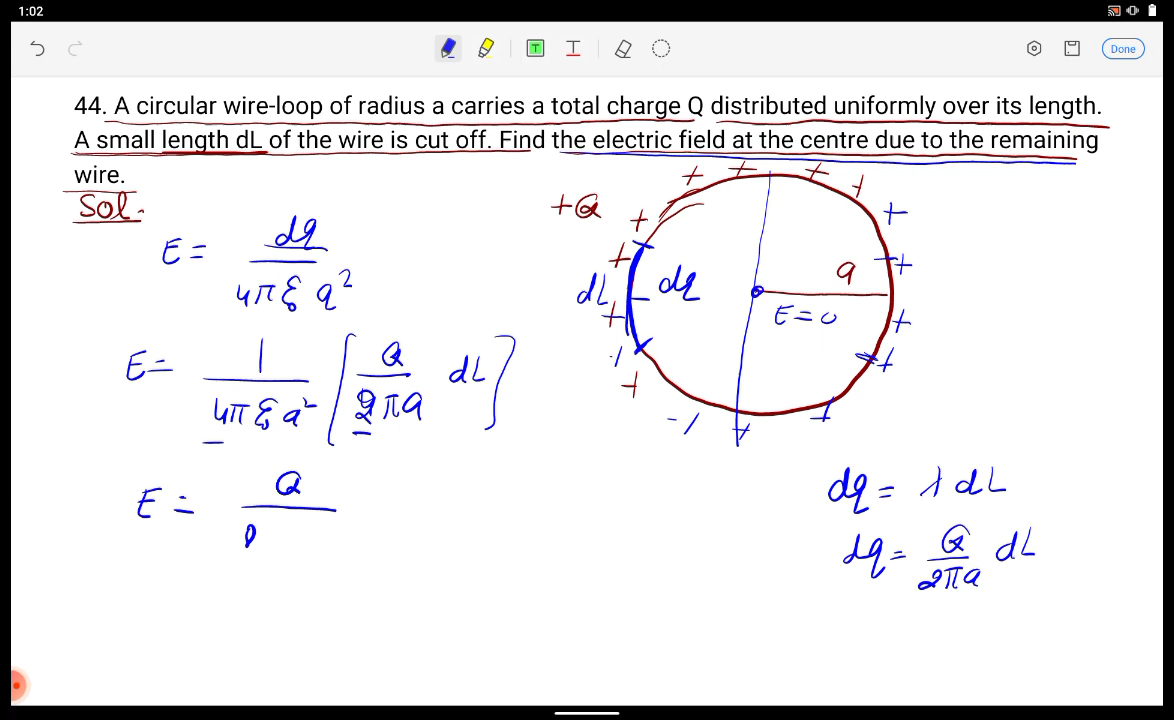 1:02
Done
44. A circular wire-loop of radius a carries a total charge Q distributed uniformly over its length.
A small length dL of the wire is cut off. Find the electric field at the centre due to the remaining
wire.
Sol.
+Q
E = dq / 4πξ a²
dL dq
a
E = 0
E = 1 / 4πξ a² [Q / 2πa dL]
E = Q
dq = λ dL
dq = Q / 2πa dL